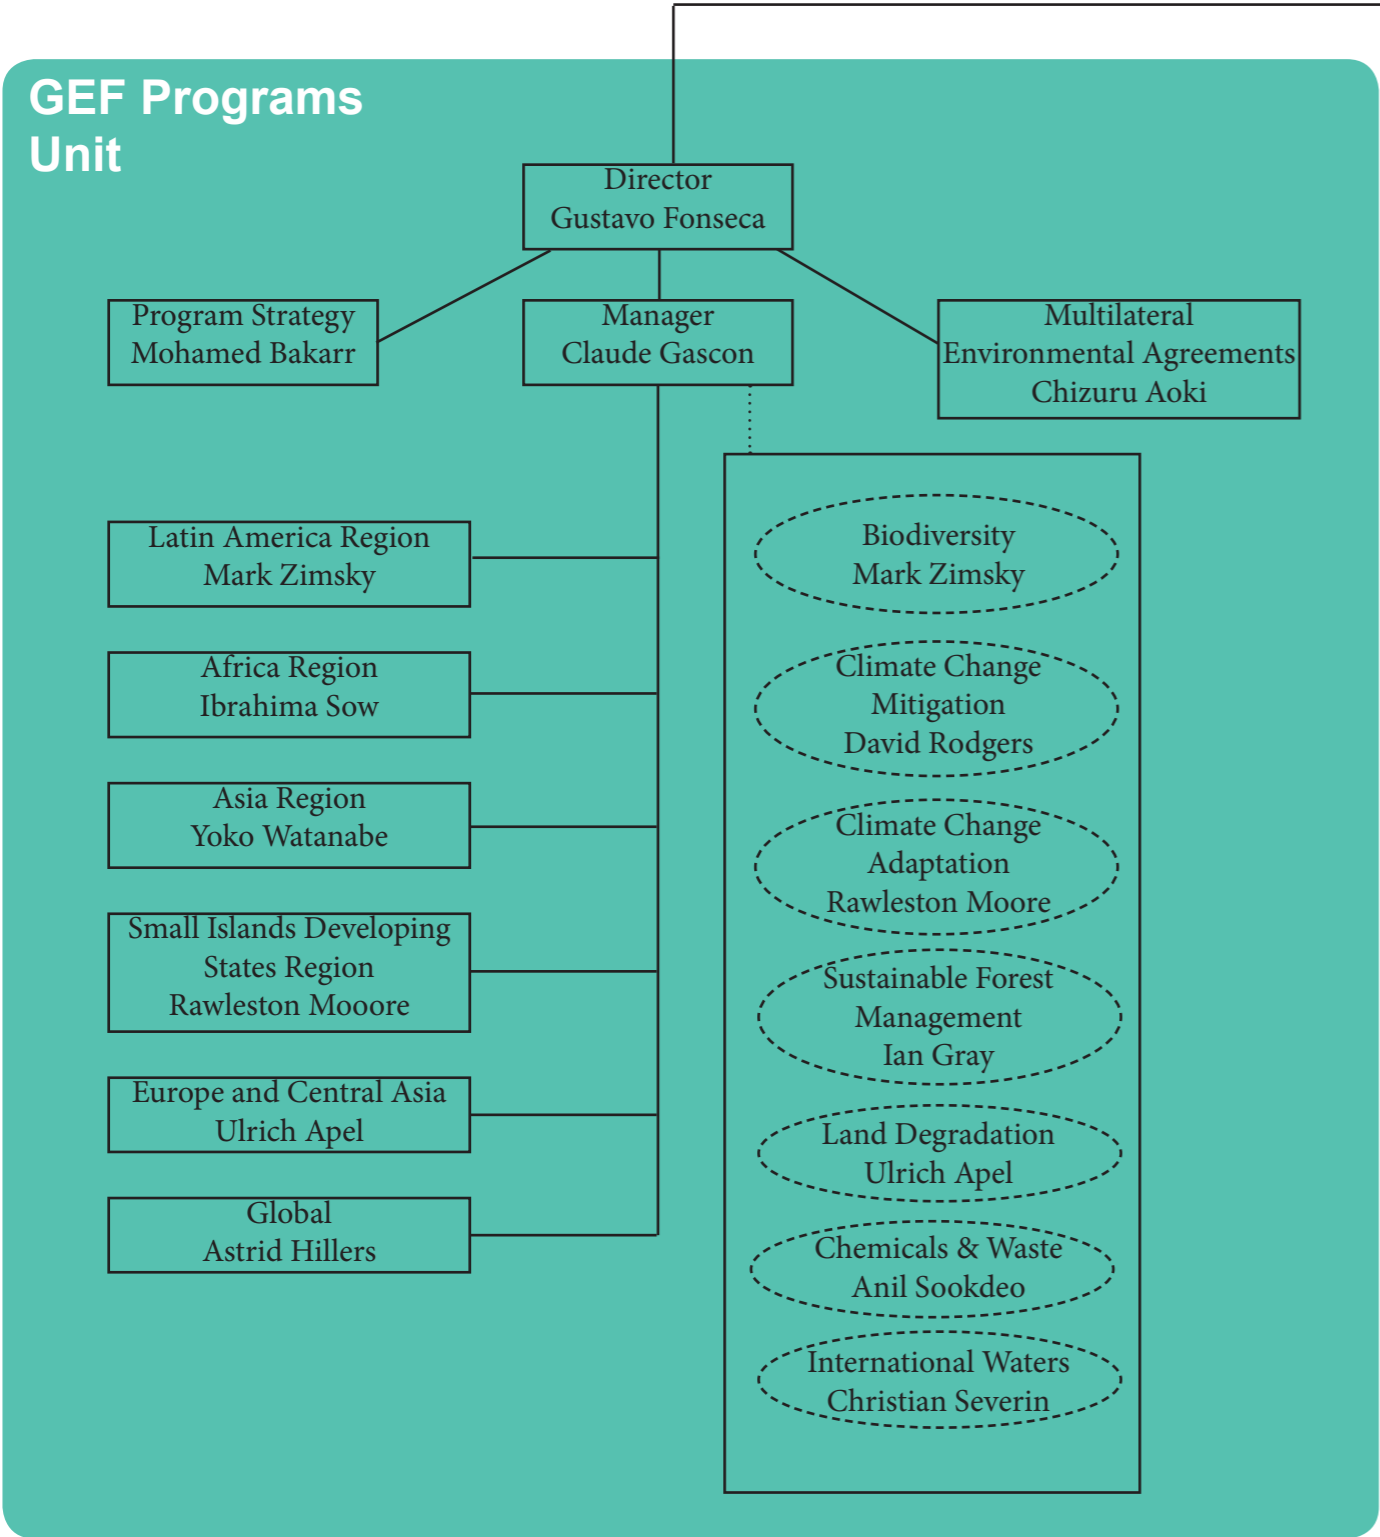 GEF Programs
Unit
Director
Gustavo Fonseca
Program Strategy
Mohamed Bakarr
Manager
Claude Gascon
Multilateral
Environmental Agreements
Chizuru Aoki
Latin America Region
Mark Zimsky
Africa Region
Ibrahima Sow
Asia Region
Yoko Watanabe
Small Islands Developing
States Region
Rawleston Mooore
Europe and Central Asia
Ulrich Apel
Global
Astrid Hillers
Biodiversity
Mark Zimsky
Climate Change
Mitigation
David Rodgers
Climate Change
Adaptation
Rawleston Moore
Sustainable Forest
Management
Ian Gray
Land Degradation
Ulrich Apel
Chemicals & Waste
Anil Sookdeo
International Waters
Christian Severin